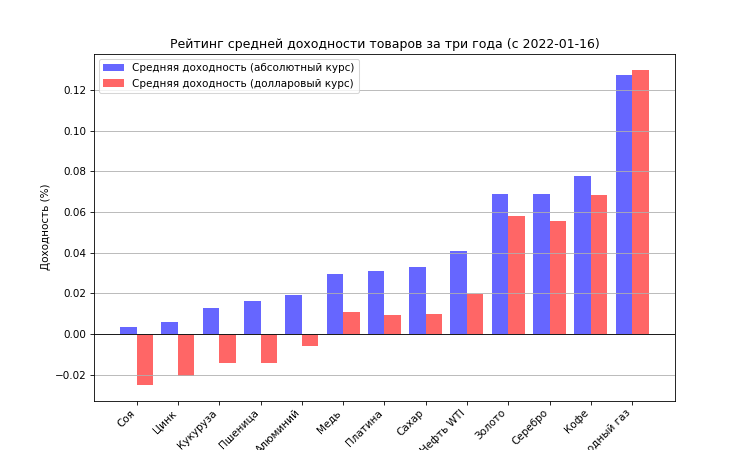 Рейтинг средней доходности товаров за три года (с 2022-01-16)
Средняя доходность (абсолютный курс)
Средняя доходность (долларовый курс)
Доходность (%)
0.12
0.10
0.08
0.06
0.04
0.02
0.00
−0.02
Соя
Цинк
Кукуруза
Пшеница
Алюминий
Медь
Платина
Сахар
Нефть WTI
Золото
Серебро
Кофе
газ